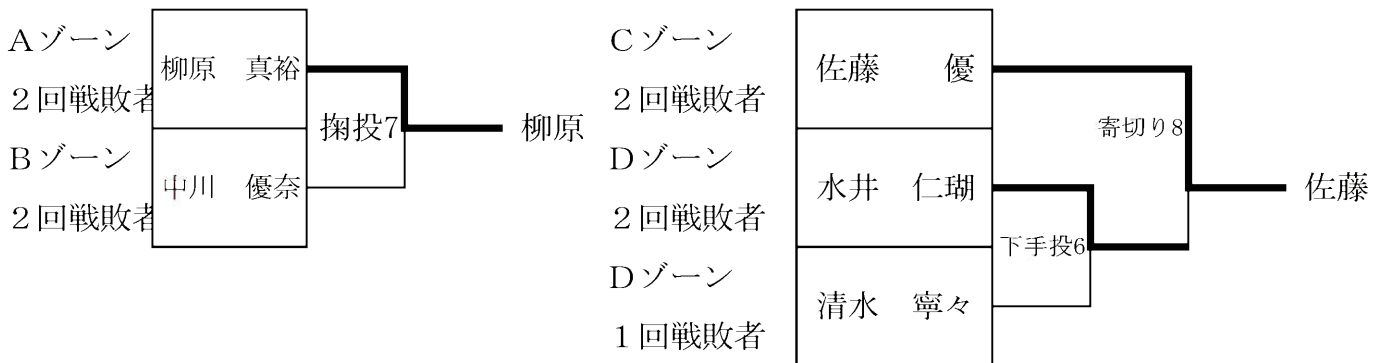 Aゾーン
2回戦敗者
Bゾーン
2回戦敗者
柳原　真裕
中川　優奈
掬投7
柳原
Cゾーン
2回戦敗者
Dゾーン
2回戦敗者
Dゾーン
1回戦敗者
佐藤　優
水井　仁瑚
清水　寧々
下手投6
寄切り8
佐藤